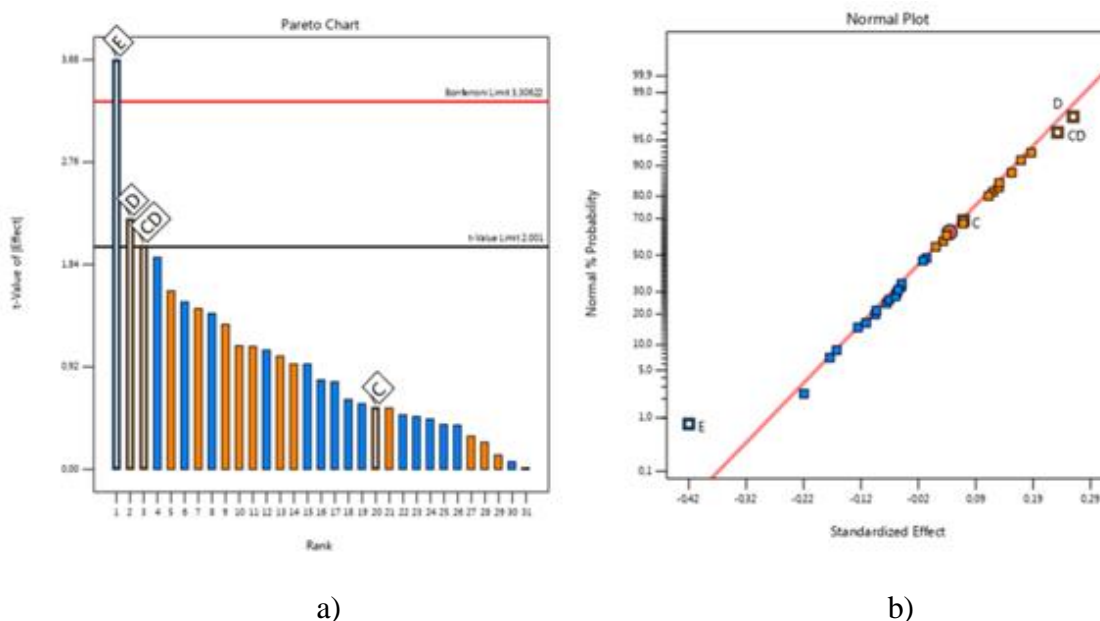 Pareto Chart
E
3.68
Bonferroni Limit 3.30822
2.76
D
CD
t-Value Limit 2.001
1.84
0.92
C
0.00
t-Value of |Effect|
1 2 3 4 5 6 7 8 9 10 11 12 13 14 15 16 17 18 19 20 21 22 23 24 25 26 27 28 29 30 31
Rank
a)
Normal Plot
99.9
99.0
95.0
90.0
80.0
70.0
50.0
30.0
20.0
10.0
5.0
1.0
0.1
Normal % Probability
D
CD
C
E
-0.42 -0.32 -0.22 -0.12 -0.02 0.09 0.19 0.29
Standardized Effect
b)